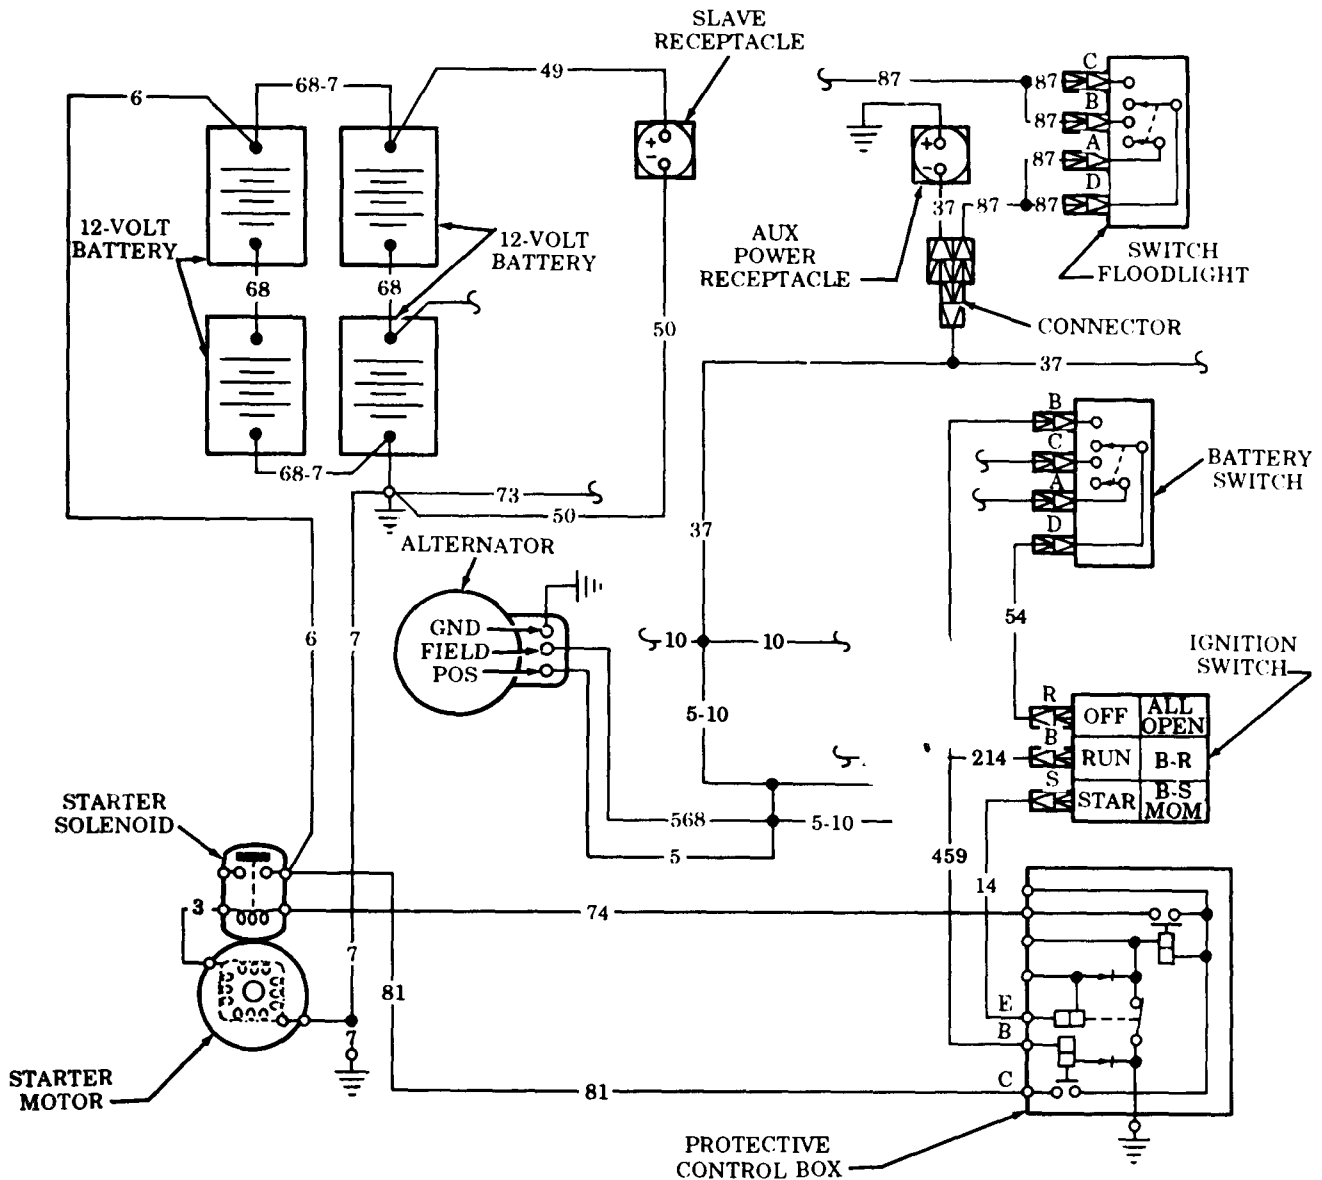 SLAVE
RECEPTACLE
49
68-7
6
87
C
87
B
87
A
87
D
87
87
37
+
-
+
-
12-VOLT
BATTERY
12-VOLT
BATTERY
68
68
AUX
POWER
RECEPTACLE
SWITCH
FLOODLIGHT
CONNECTOR
50
37
B
C
A
D
BATTERY
SWITCH
68-7
73
50
37
ALTERNATOR
GND
FIELD
POS
6
7
10
10
54
IGNITION
SWITCH
5-10
R
OFF
ALL
OPEN
B
214
RUN
B-R
S
STAR
B-S
MOM
STARTER
SOLENOID
568
5-10
5
459
14
3
74
7
81
E
B
C
7
81
STARTER
MOTOR
PROTECTIVE
CONTROL BOX